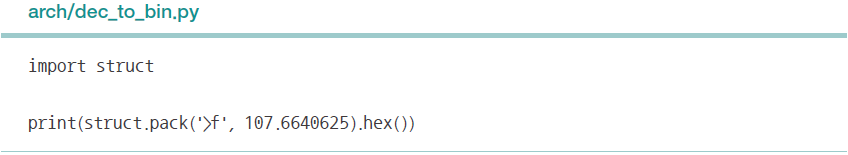 arch/dec_to_bin.py
import struct
print(struct.pack('>f', 107.6640625).hex())